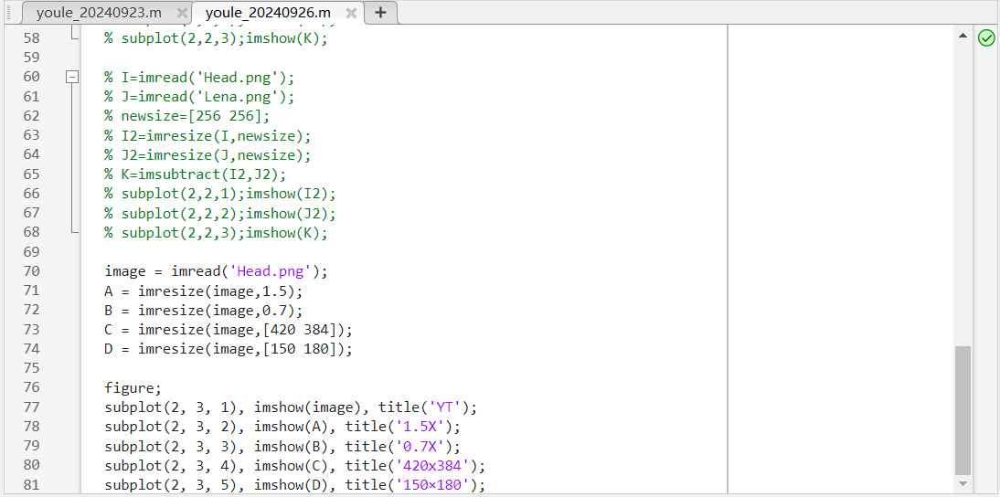 youle_20240923.m
youle_20240926.m
58 % subplot(2,2,3);imshow(K);
59
60 % I=imread('Head.png');
61 % J=imread('Lena.png');
62 % newsize=[256 256];
63 % I2=imresize(I,newsize);
64 % J2=imresize(J,newsize);
65 % K=imsubtract(I2,J2);
66 % subplot(2,2,1);imshow(I2);
67 % subplot(2,2,2);imshow(J2);
68 % subplot(2,2,3);imshow(K);
69
70 image = imread('Head.png');
71 A = imresize(image,1.5);
72 B = imresize(image,0.7);
73 C = imresize(image,[420 384]);
74 D = imresize(image,[150 180]);
75
76 figure;
77 subplot(2, 3, 1), imshow(image), title('YT');
78 subplot(2, 3, 2), imshow(A), title('1.5X');
79 subplot(2, 3, 3), imshow(B), title('0.7X');
80 subplot(2, 3, 4), imshow(C), title('420x384');
81 subplot(2, 3, 5), imshow(D), title('150×180');